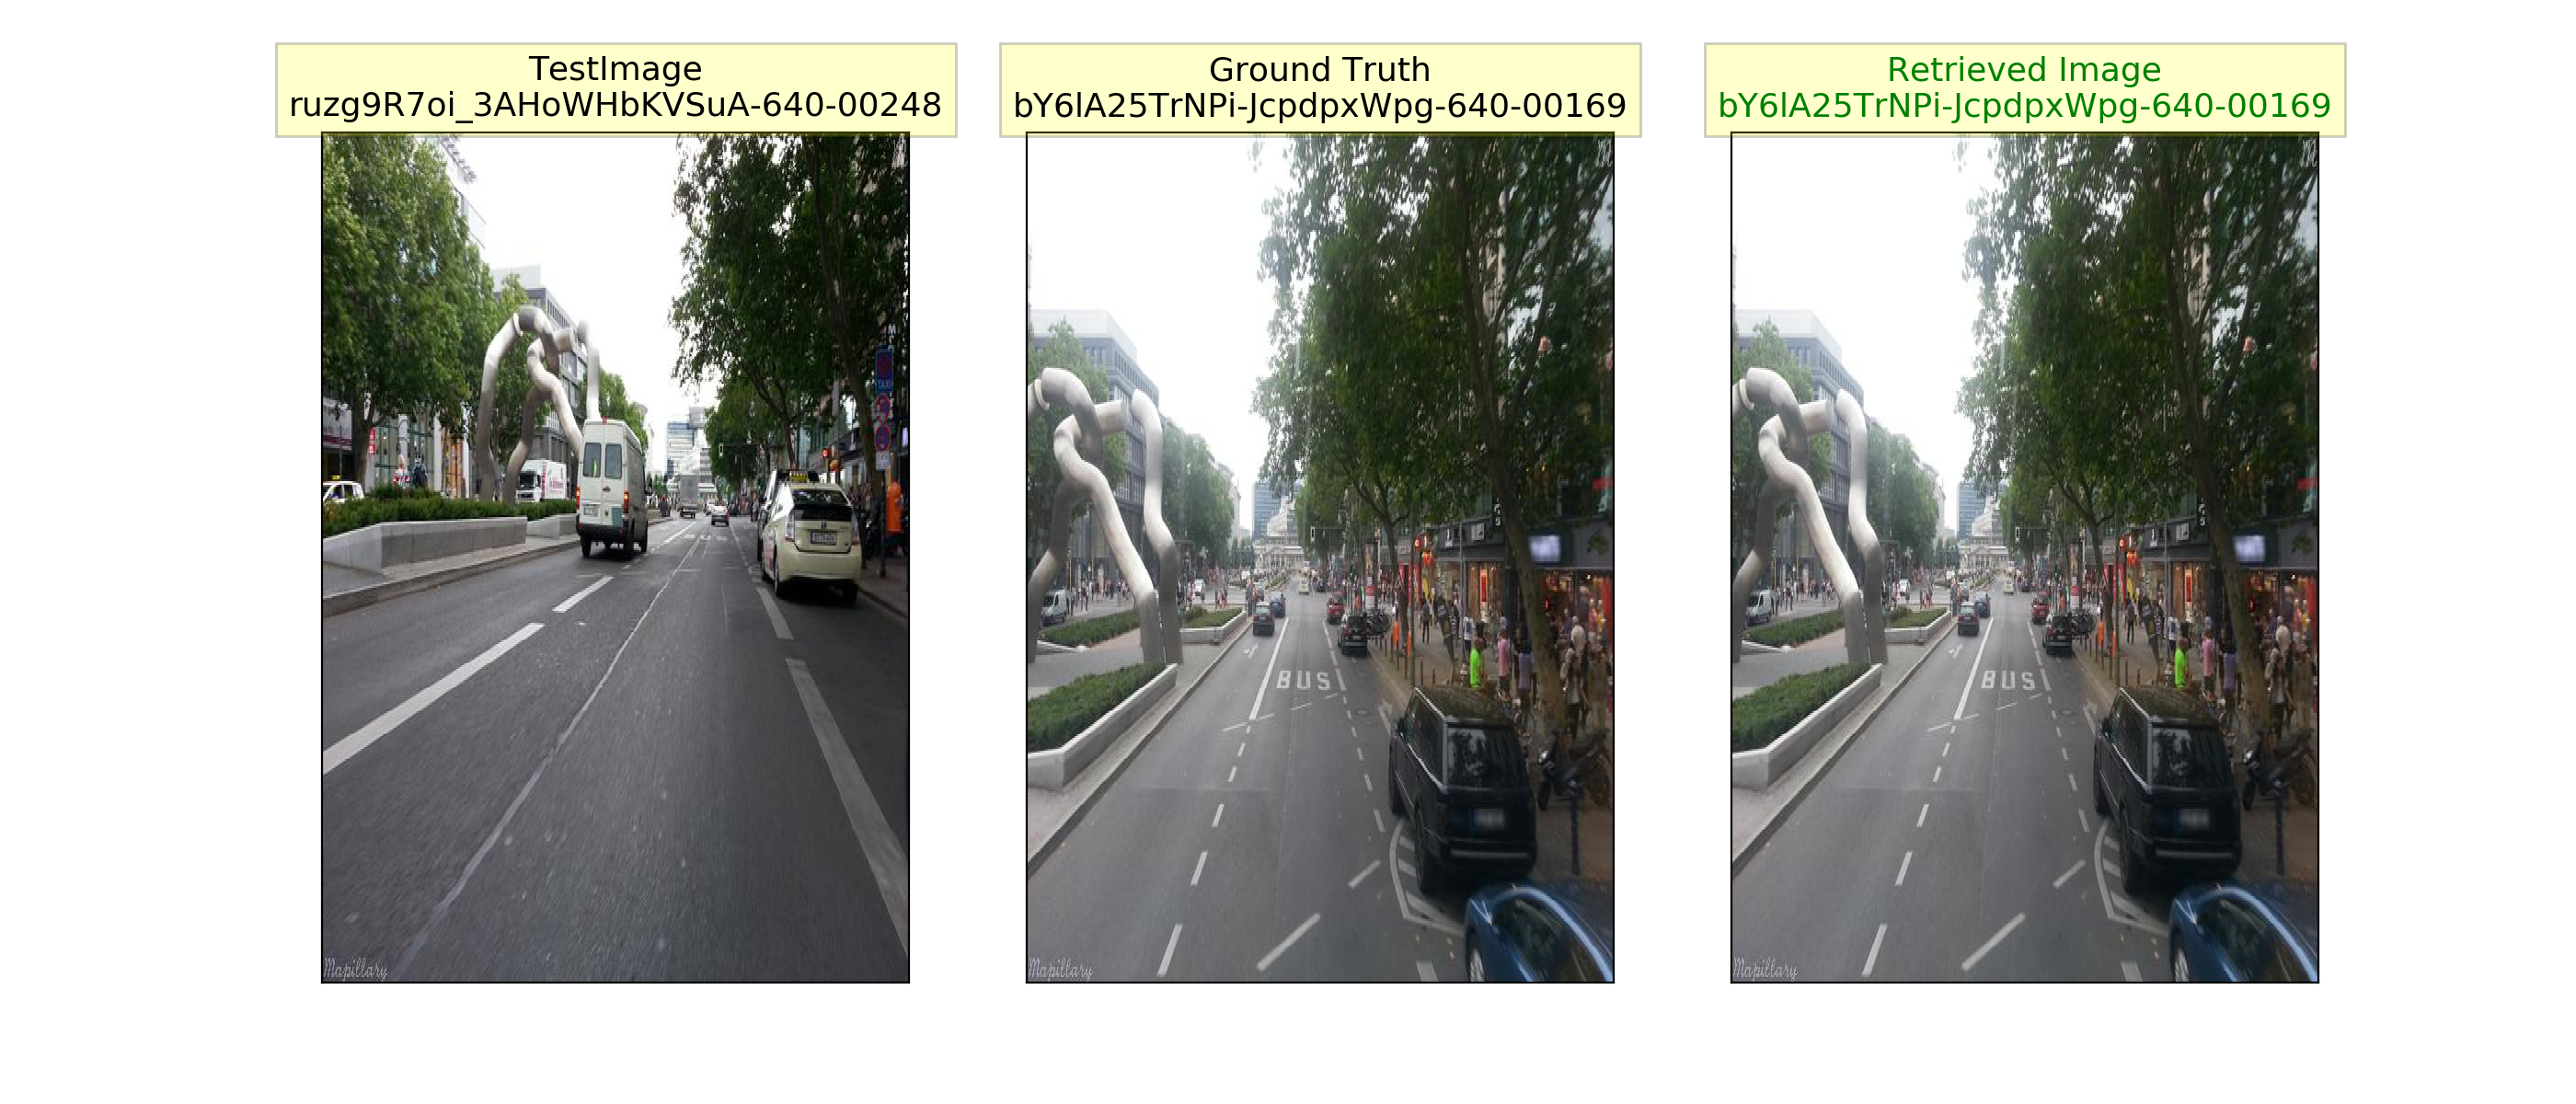 TestImage
ruzg9R7oi_3AHoWHbKVSuA-640-00248
Ground Truth
bY6lA25TrNPi-JcpdpxWpg-640-00169
Retrieved Image
bY6lA25TrNPi-JcpdpxWpg-640-00169
TAXI
BUS
BUS
Mapillary
Mapillary
Mapillary